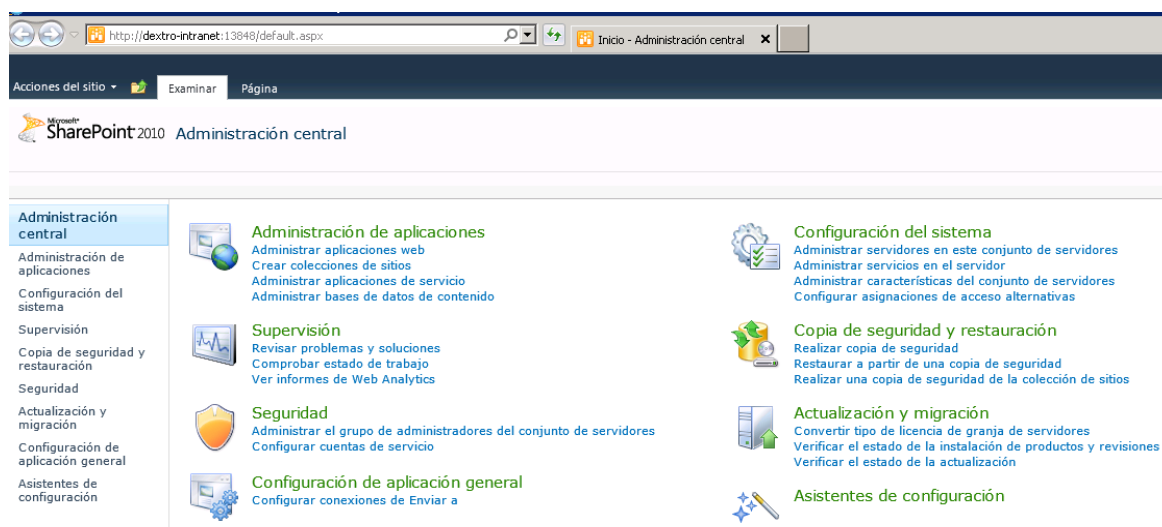 http://dextro-intranet:13848/default.aspx
Inicio - Administración central
Acciones del sitio
Examinar
Página
Microsoft
SharePoint 2010 Administración central
Administración
central
Administración de
aplicaciones
Configuración del
sistema
Supervisión
Copia de seguridad y
restauración
Seguridad
Actualización y
migración
Configuración de
aplicación general
Asistentes de
configuración
Administración de aplicaciones
Administrar aplicaciones web
Crear colecciones de sitios
Administrar aplicaciones de servicio
Administrar bases de datos de contenido
Supervisión
Revisar problemas y soluciones
Comprobar estado de trabajo
Ver informes de Web Analytics
Seguridad
Administrar el grupo de administradores del conjunto de servidores
Configurar cuentas de servicio
Configuración de aplicación general
Configurar conexiones de Enviar a
Configuración del sistema
Administrar servidores en este conjunto de servidores
Administrar servicios en el servidor
Administrar características del conjunto de servidores
Configurar asignaciones de acceso alternativas
Copia de seguridad y restauración
Realizar copia de seguridad
Restaurar a partir de una copia de seguridad
Realizar una copia de seguridad de la colección de sitios
Actualización y migración
Convertir tipo de licencia de granja de servidores
Verificar el estado de la instalación de productos y revisiones
Verificar el estado de la actualización
Asistentes de configuración